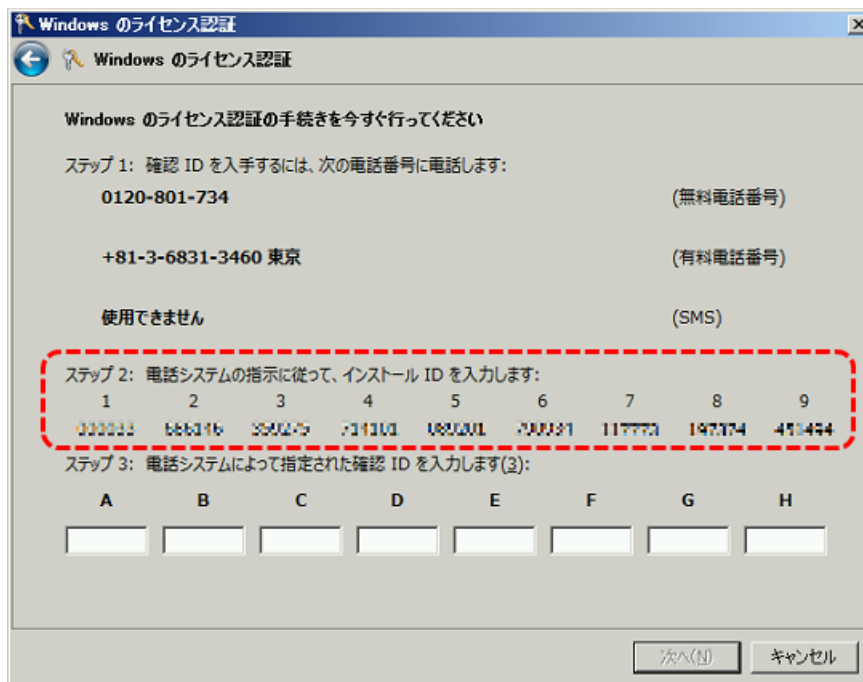 Windows のライセンス認証
Windows のライセンス認証
Windows のライセンス認証の手続きを今すぐ行ってください
ステップ 1: 確認 ID を入手するには、次の電話番号に電話します:
0120-801-734 (無料電話番号)
+81-3-6831-3460 東京 (有料電話番号)
使用できません (SMS)
ステップ 2: 電話システムの指示に従って、インストール ID を入力します:
1 2 3 4 5 6 7 8 9
ステップ 3: 電話システムによって指定された確認 ID を入力します(3):
A B C D E F G H
次へ(N) キャンセル